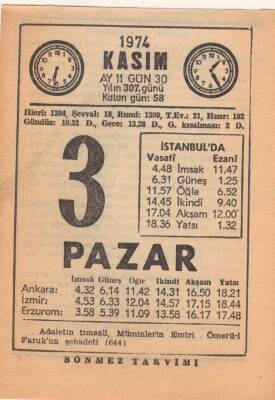 1974
KASIM
AY 11 GÜN 30
Yılın 307. günü
Kalan gün: 58
Hicri: 1394, Şevval: 18, Rumî: 1390, T.Ev.: 21, Hızır: 182
Gündüz: 10.32 D., Gece: 13.28 D., G. kısalması: 3 D.
3
İSTANBUL'DA
Vasatî Ezanî
4.48 İmsak 11.47
6.31 Güneş 1.25
11.57 Öğle 6.52
14.45 İkindi 9.40
17.04 Akşam 12.00
18.36 Yatsı 1.32
PAZAR
İmsak Güneş Öğle İkindi Akşam Yatsı
Ankara: 4.32 6.14 11.42 14.31 16.50 18.21
İzmir: 4.53 6.33 12.04 14.57 17.15 18.44
Erzurum: 3.58 5.39 11.09 13.58 16.17 17.48
Adaletin timsali, Müminlerin Emiri Ömerü-l
Faruk'un şehadeti (644)
SÖNMEZ TAKVİMİ